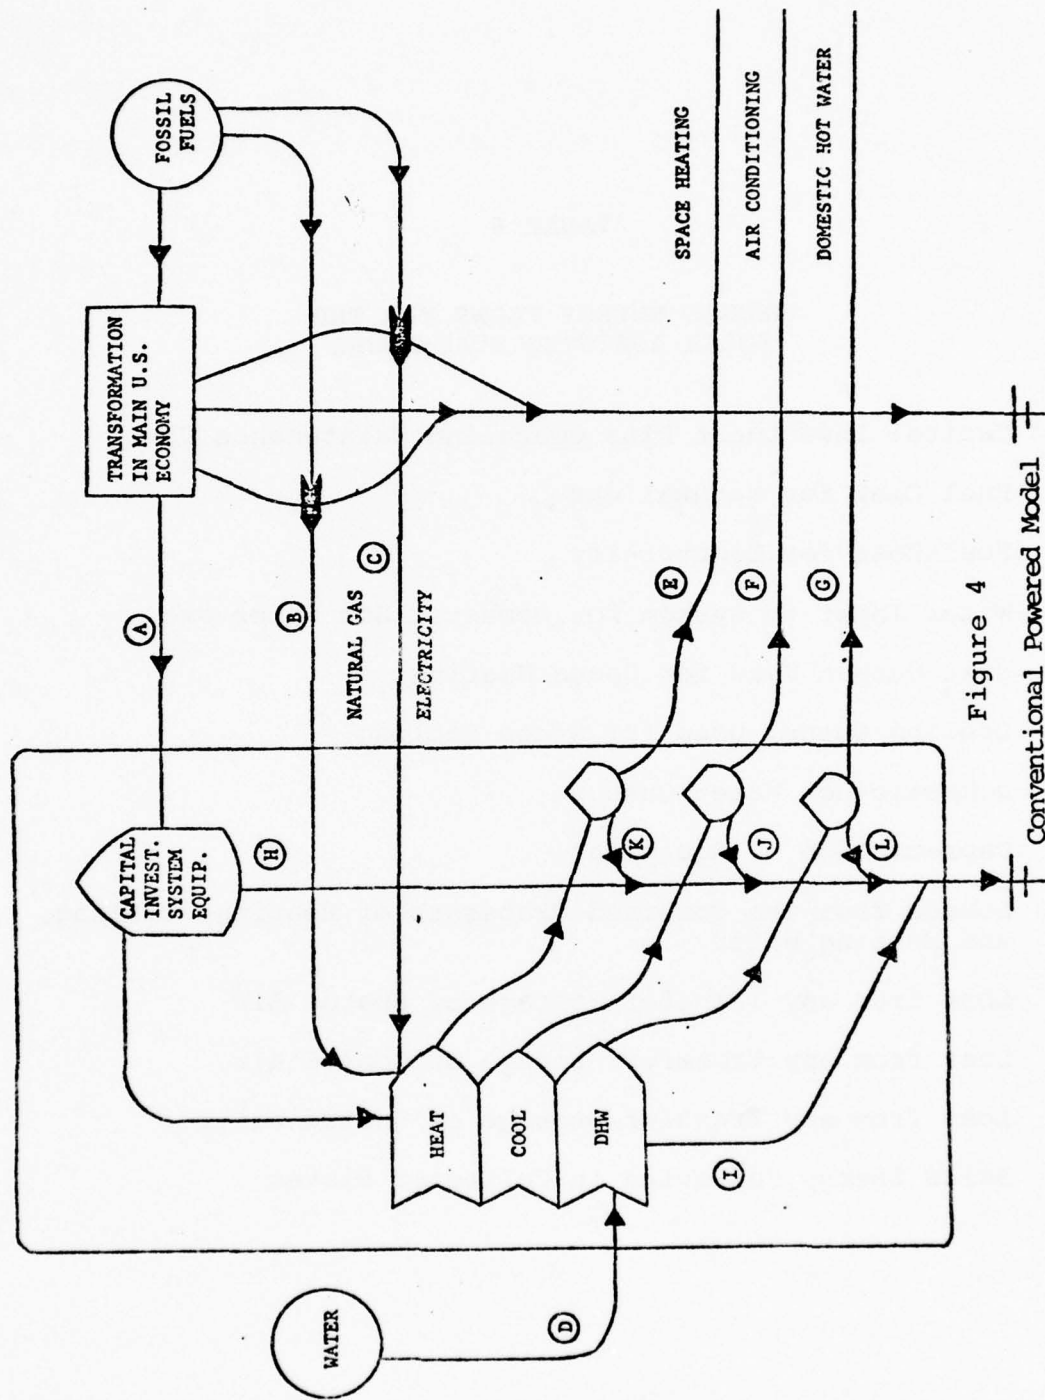 FOSSIL
FUELS
TRANSFORMATION
IN MAIN U.S.
ECONOMY
A
CAPITAL
INVEST.
SYSTEM
EQUIP.
H
B
NATURAL GAS
C
ELECTRICITY
HEAT
COOL
DHW
WATER
D
I
K
J
L
E
SPACE HEATING
F
AIR CONDITIONING
G
DOMESTIC HOT WATER
Figure 4
Conventional Powered Model